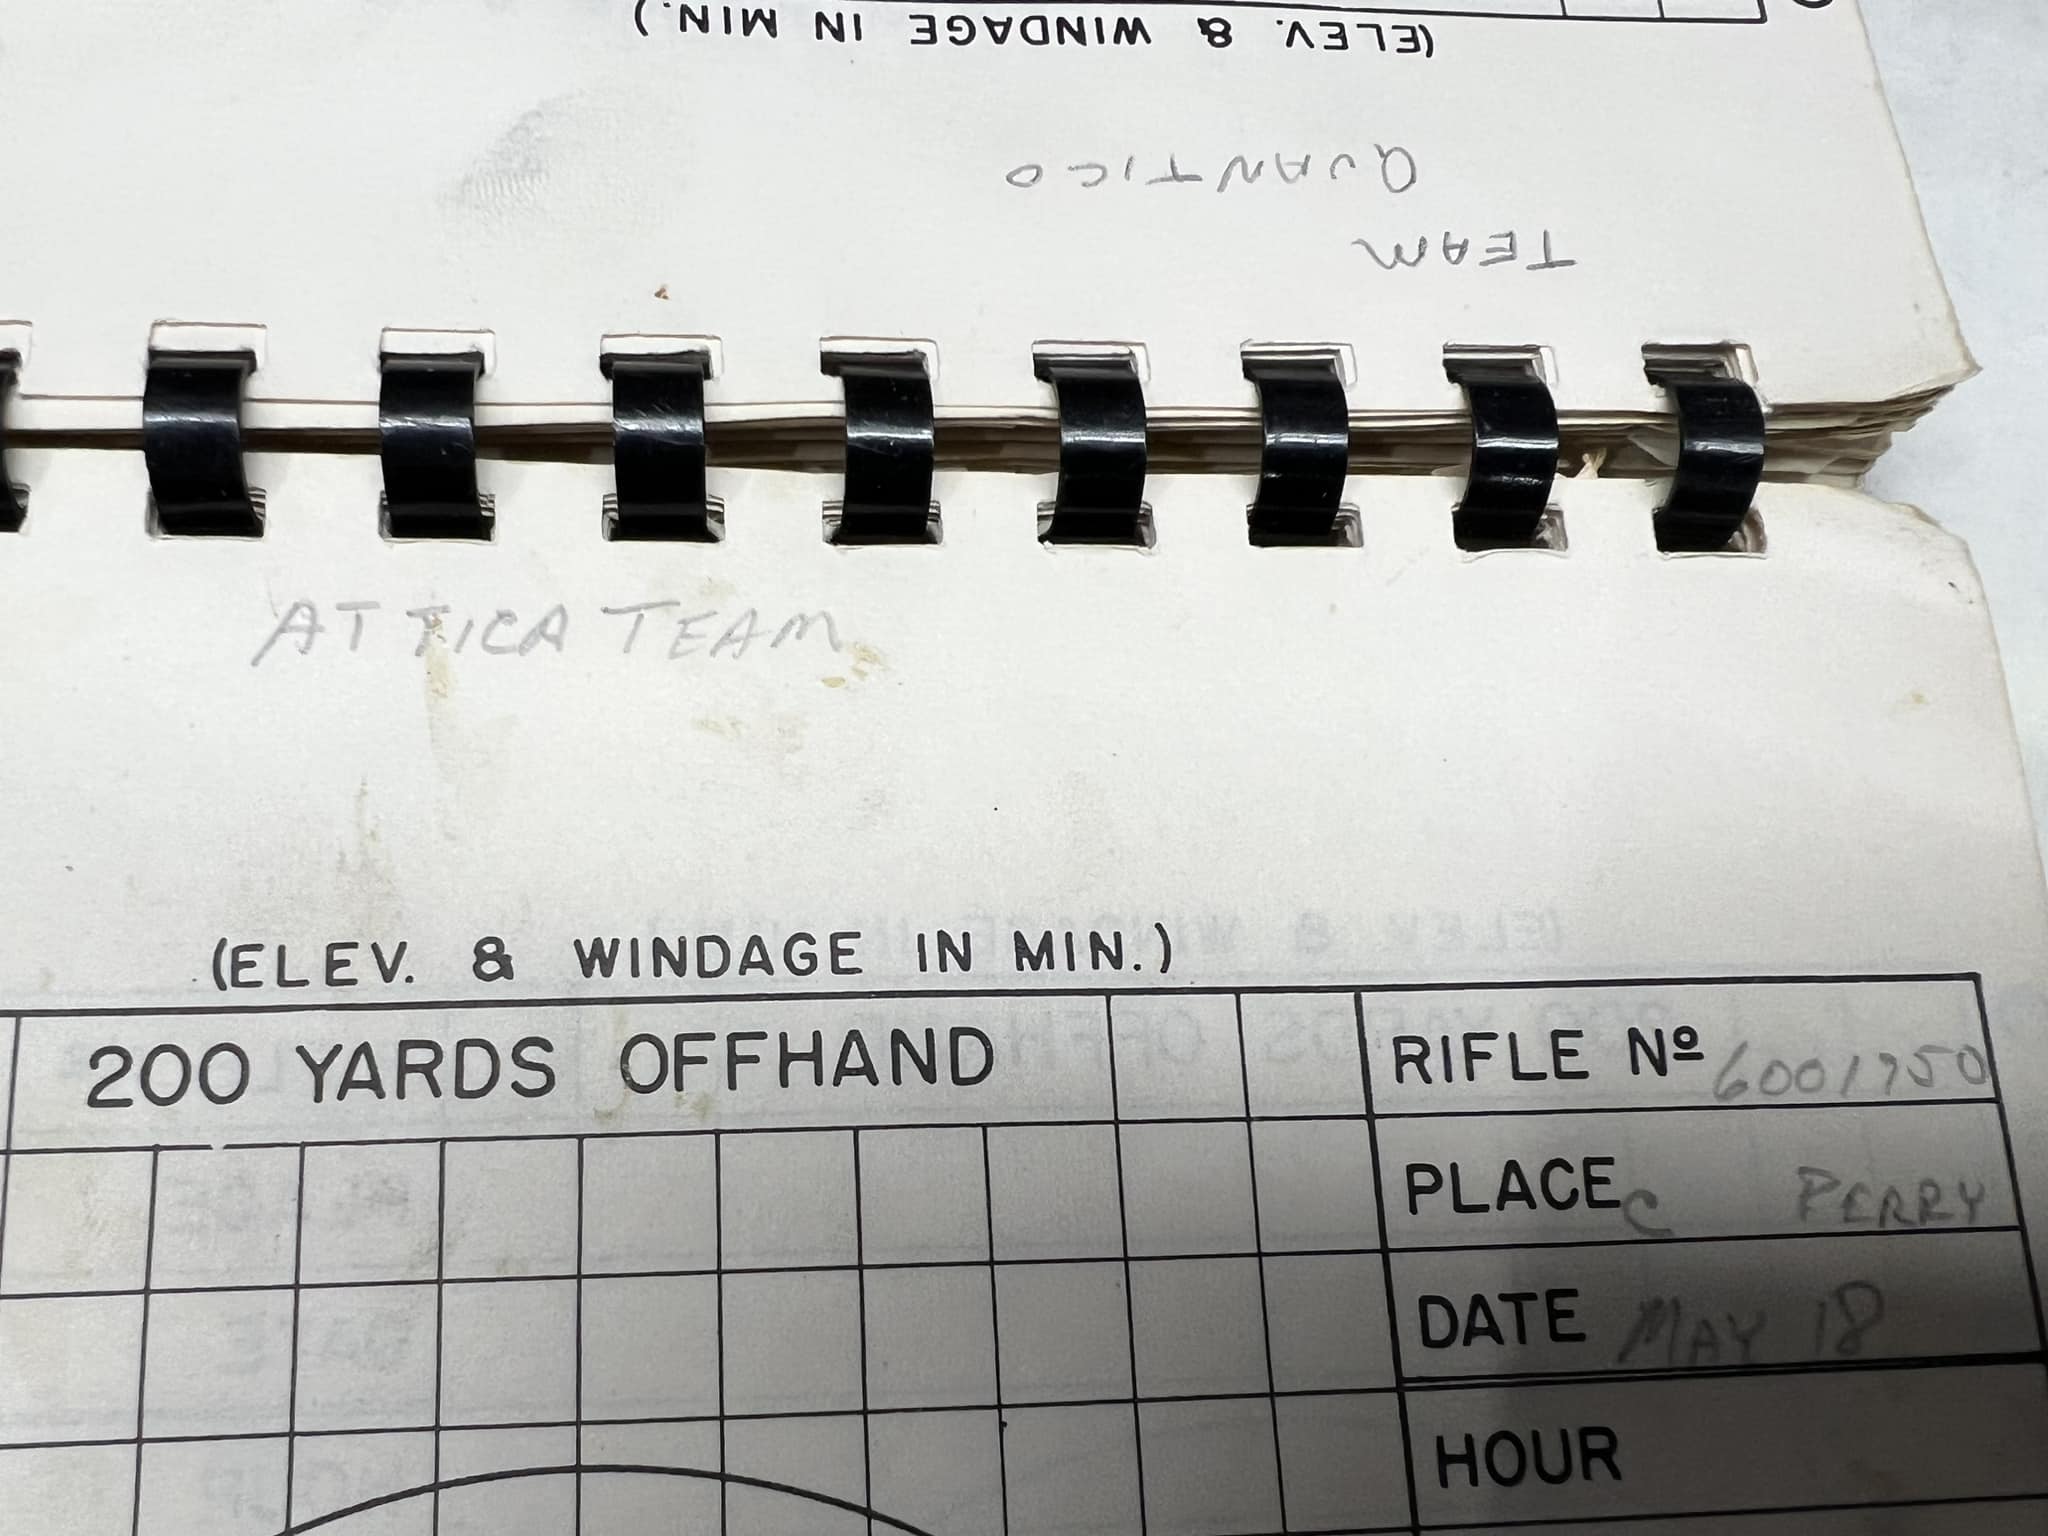 (ELEV. & WINDAGE IN MIN.)
QUANTICO
TEAM
ATTICA TEAM
(ELEV. & WINDAGE IN MIN.)
200 YARDS OFFHAND
RIFLE Nº 6001750
PLACE C PERRY
DATE MAY 18
HOUR